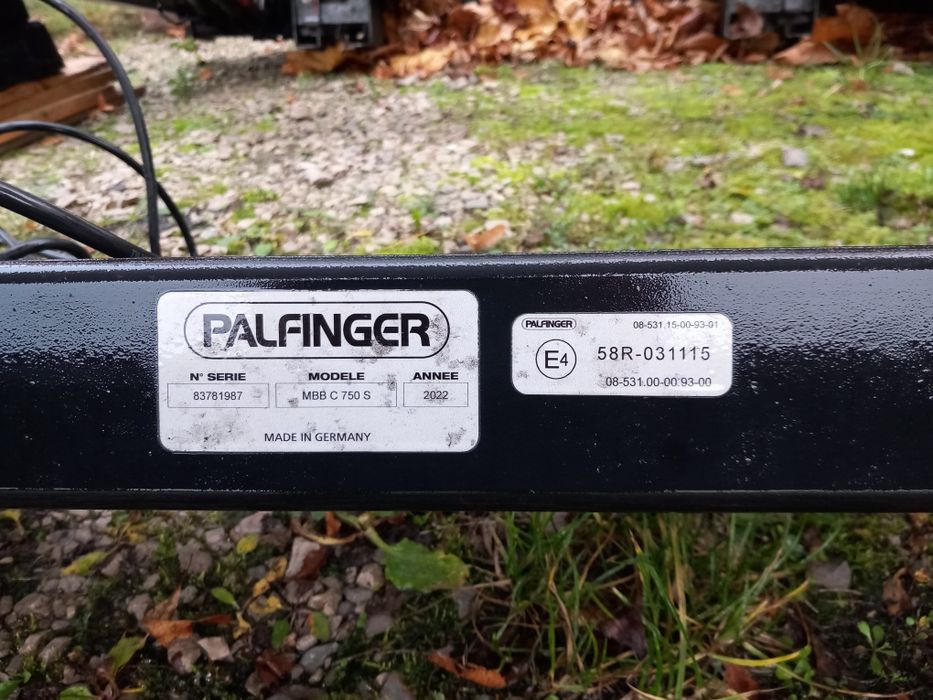 PALFINGER
N° SERIE MODELE ANNEE
83781987 MBB C 750 S 2022
MADE IN GERMANY
PALFINGER 08-531.15-00-93-01
E4 58R-031115
08-531.00-00.93-00